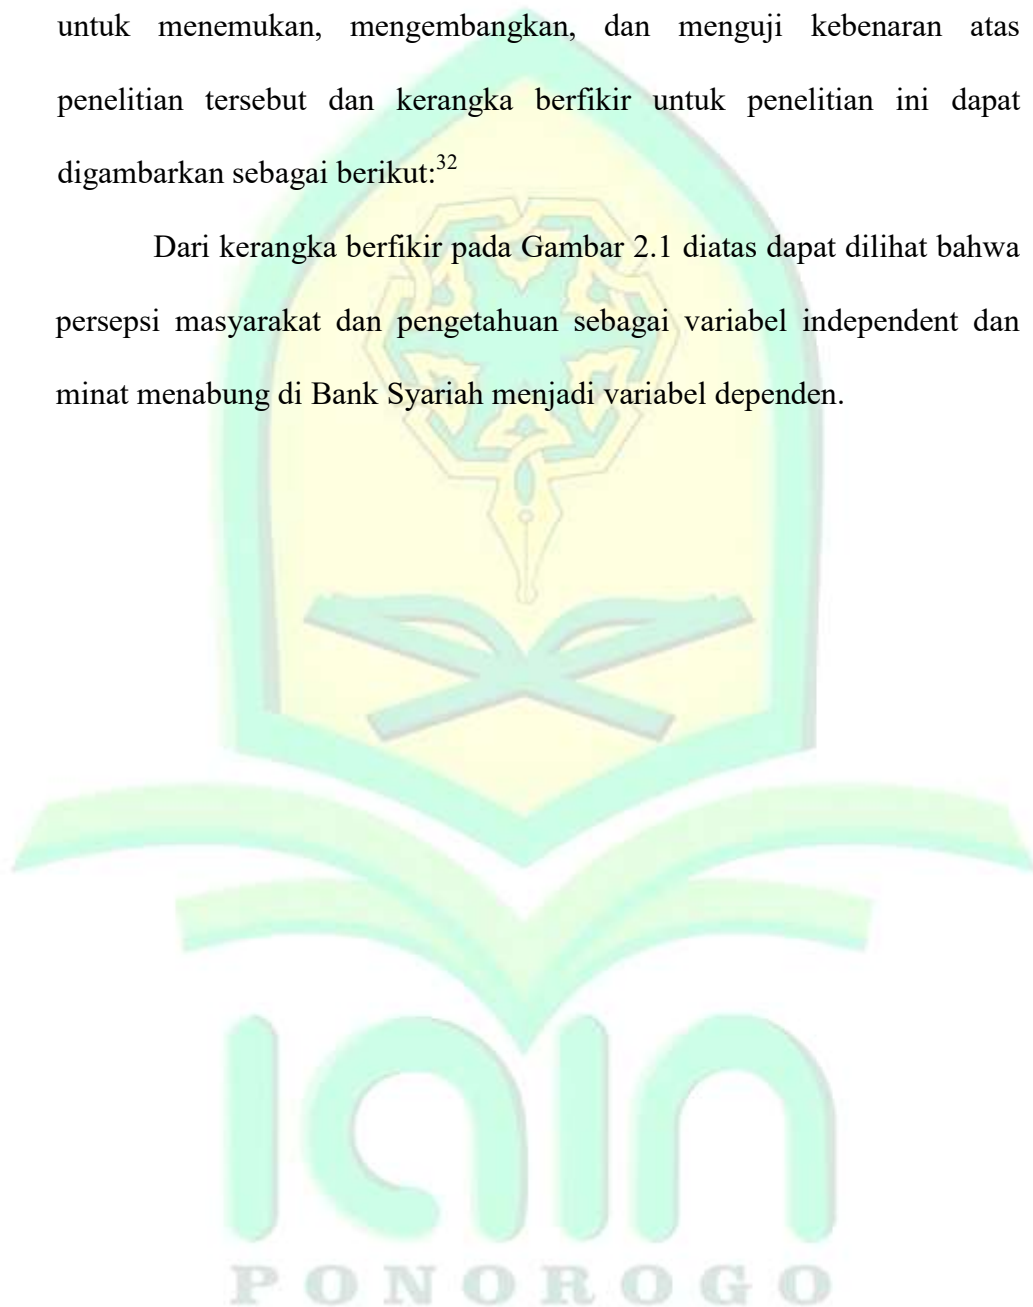 untuk menemukan, mengembangkan, dan menguji kebenaran atas
penelitian tersebut dan kerangka berfikir untuk penelitian ini dapat
digambarkan sebagai berikut:32
Dari kerangka berfikir pada Gambar 2.1 diatas dapat dilihat bahwa
persepsi masyarakat dan pengetahuan sebagai variabel independent dan
minat menabung di Bank Syariah menjadi variabel dependen.
iain
PONOROGO